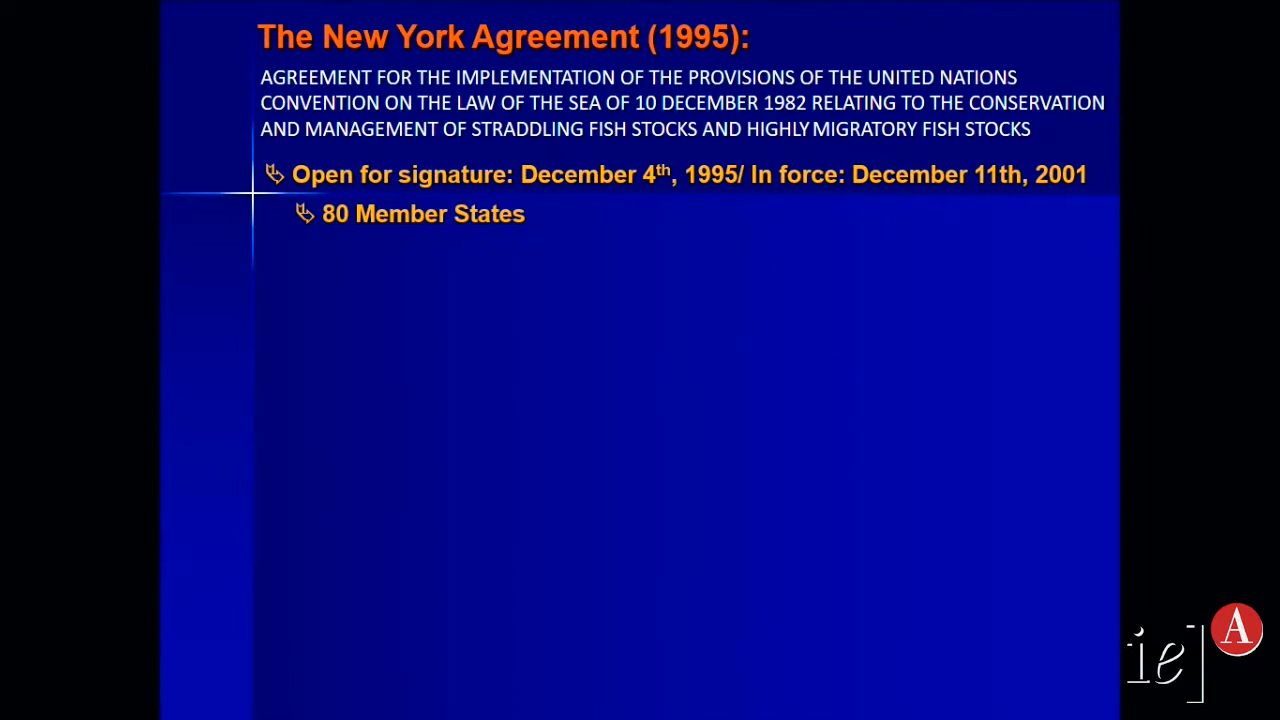 The New York Agreement (1995):
AGREEMENT FOR THE IMPLEMENTATION OF THE PROVISIONS OF THE UNITED NATIONS
CONVENTION ON THE LAW OF THE SEA OF 10 DECEMBER 1982 RELATING TO THE CONSERVATION
AND MANAGEMENT OF STRADDLING FISH STOCKS AND HIGHLY MIGRATORY FISH STOCKS
Open for signature: December 4th, 1995/ In force: December 11th, 2001
80 Member States
A
ie]